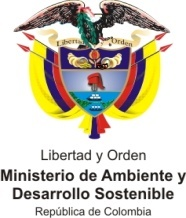 Libertad y Orden
Libertad y Orden
Ministerio de Ambiente y
Desarrollo Sostenible
República de Colombia